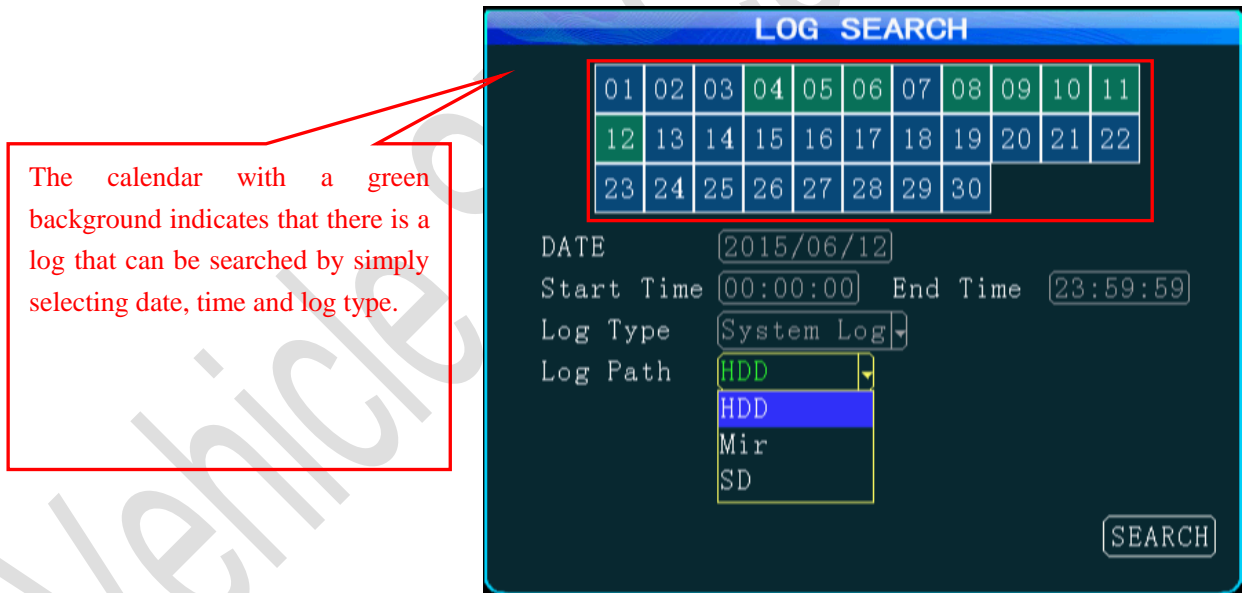 LOG SEARCH
01 02 03 04 05 06 07 08 09 10 11
12 13 14 15 16 17 18 19 20 21 22
23 24 25 26 27 28 29 30
The calendar with a green
background indicates that there is a
log that can be searched by simply
selecting date, time and log type.
DATE 2015/06/12
Start Time 00:00:00 End Time 23:59:59
Log Type System Log
Log Path HDD
HDD
Mir
SD
SEARCH
Vehicle